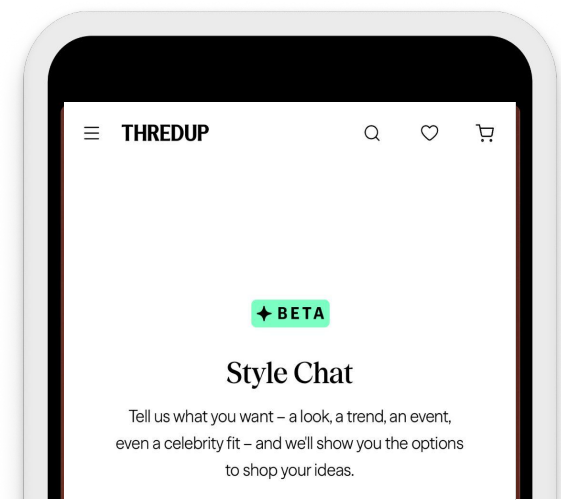 THREDUP
BETA
Style Chat
Tell us what you want – a look, a trend, an event,
even a celebrity fit – and we'll show you the options
to shop your ideas.